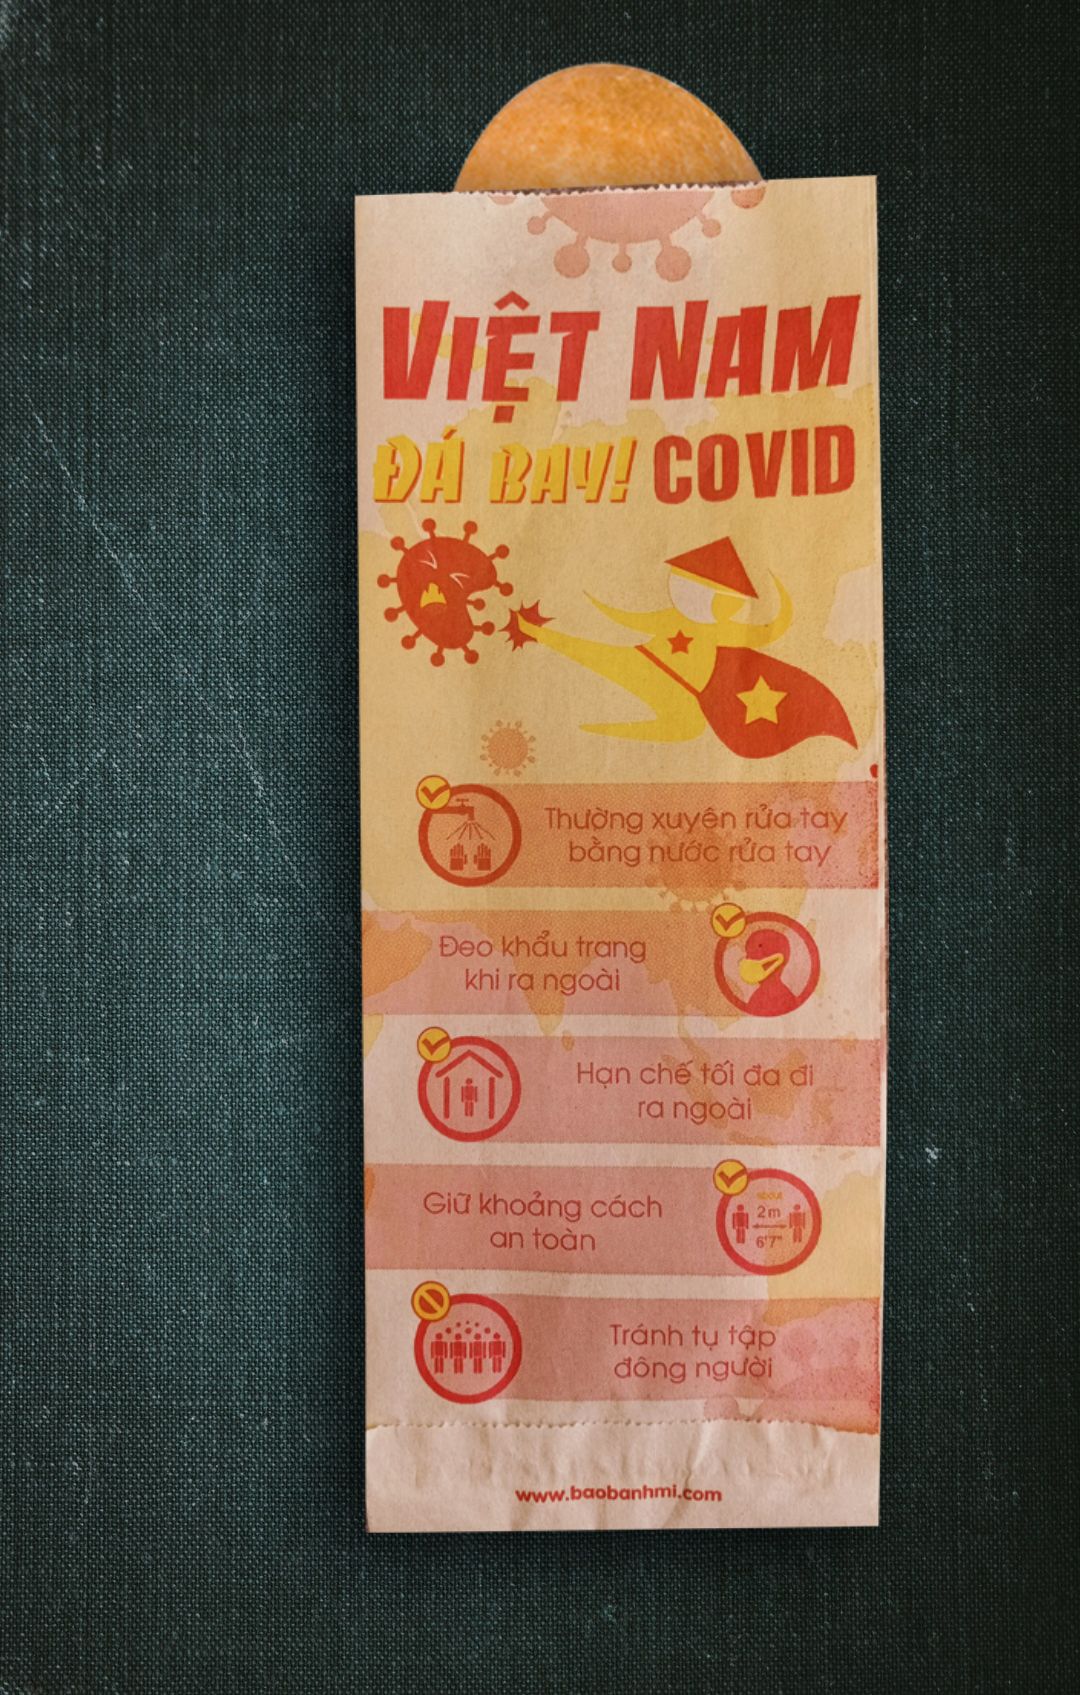 VIỆT NAM
ĐÁ BAY! COVID
Thường xuyên rửa tay
bằng nước rửa tay
Đeo khẩu trang
khi ra ngoài
Hạn chế tối đa đi
ra ngoài
Giữ khoảng cách
an toàn
about
2m
6'7"
Tránh tụ tập
đông người
www.baobanhmi.com